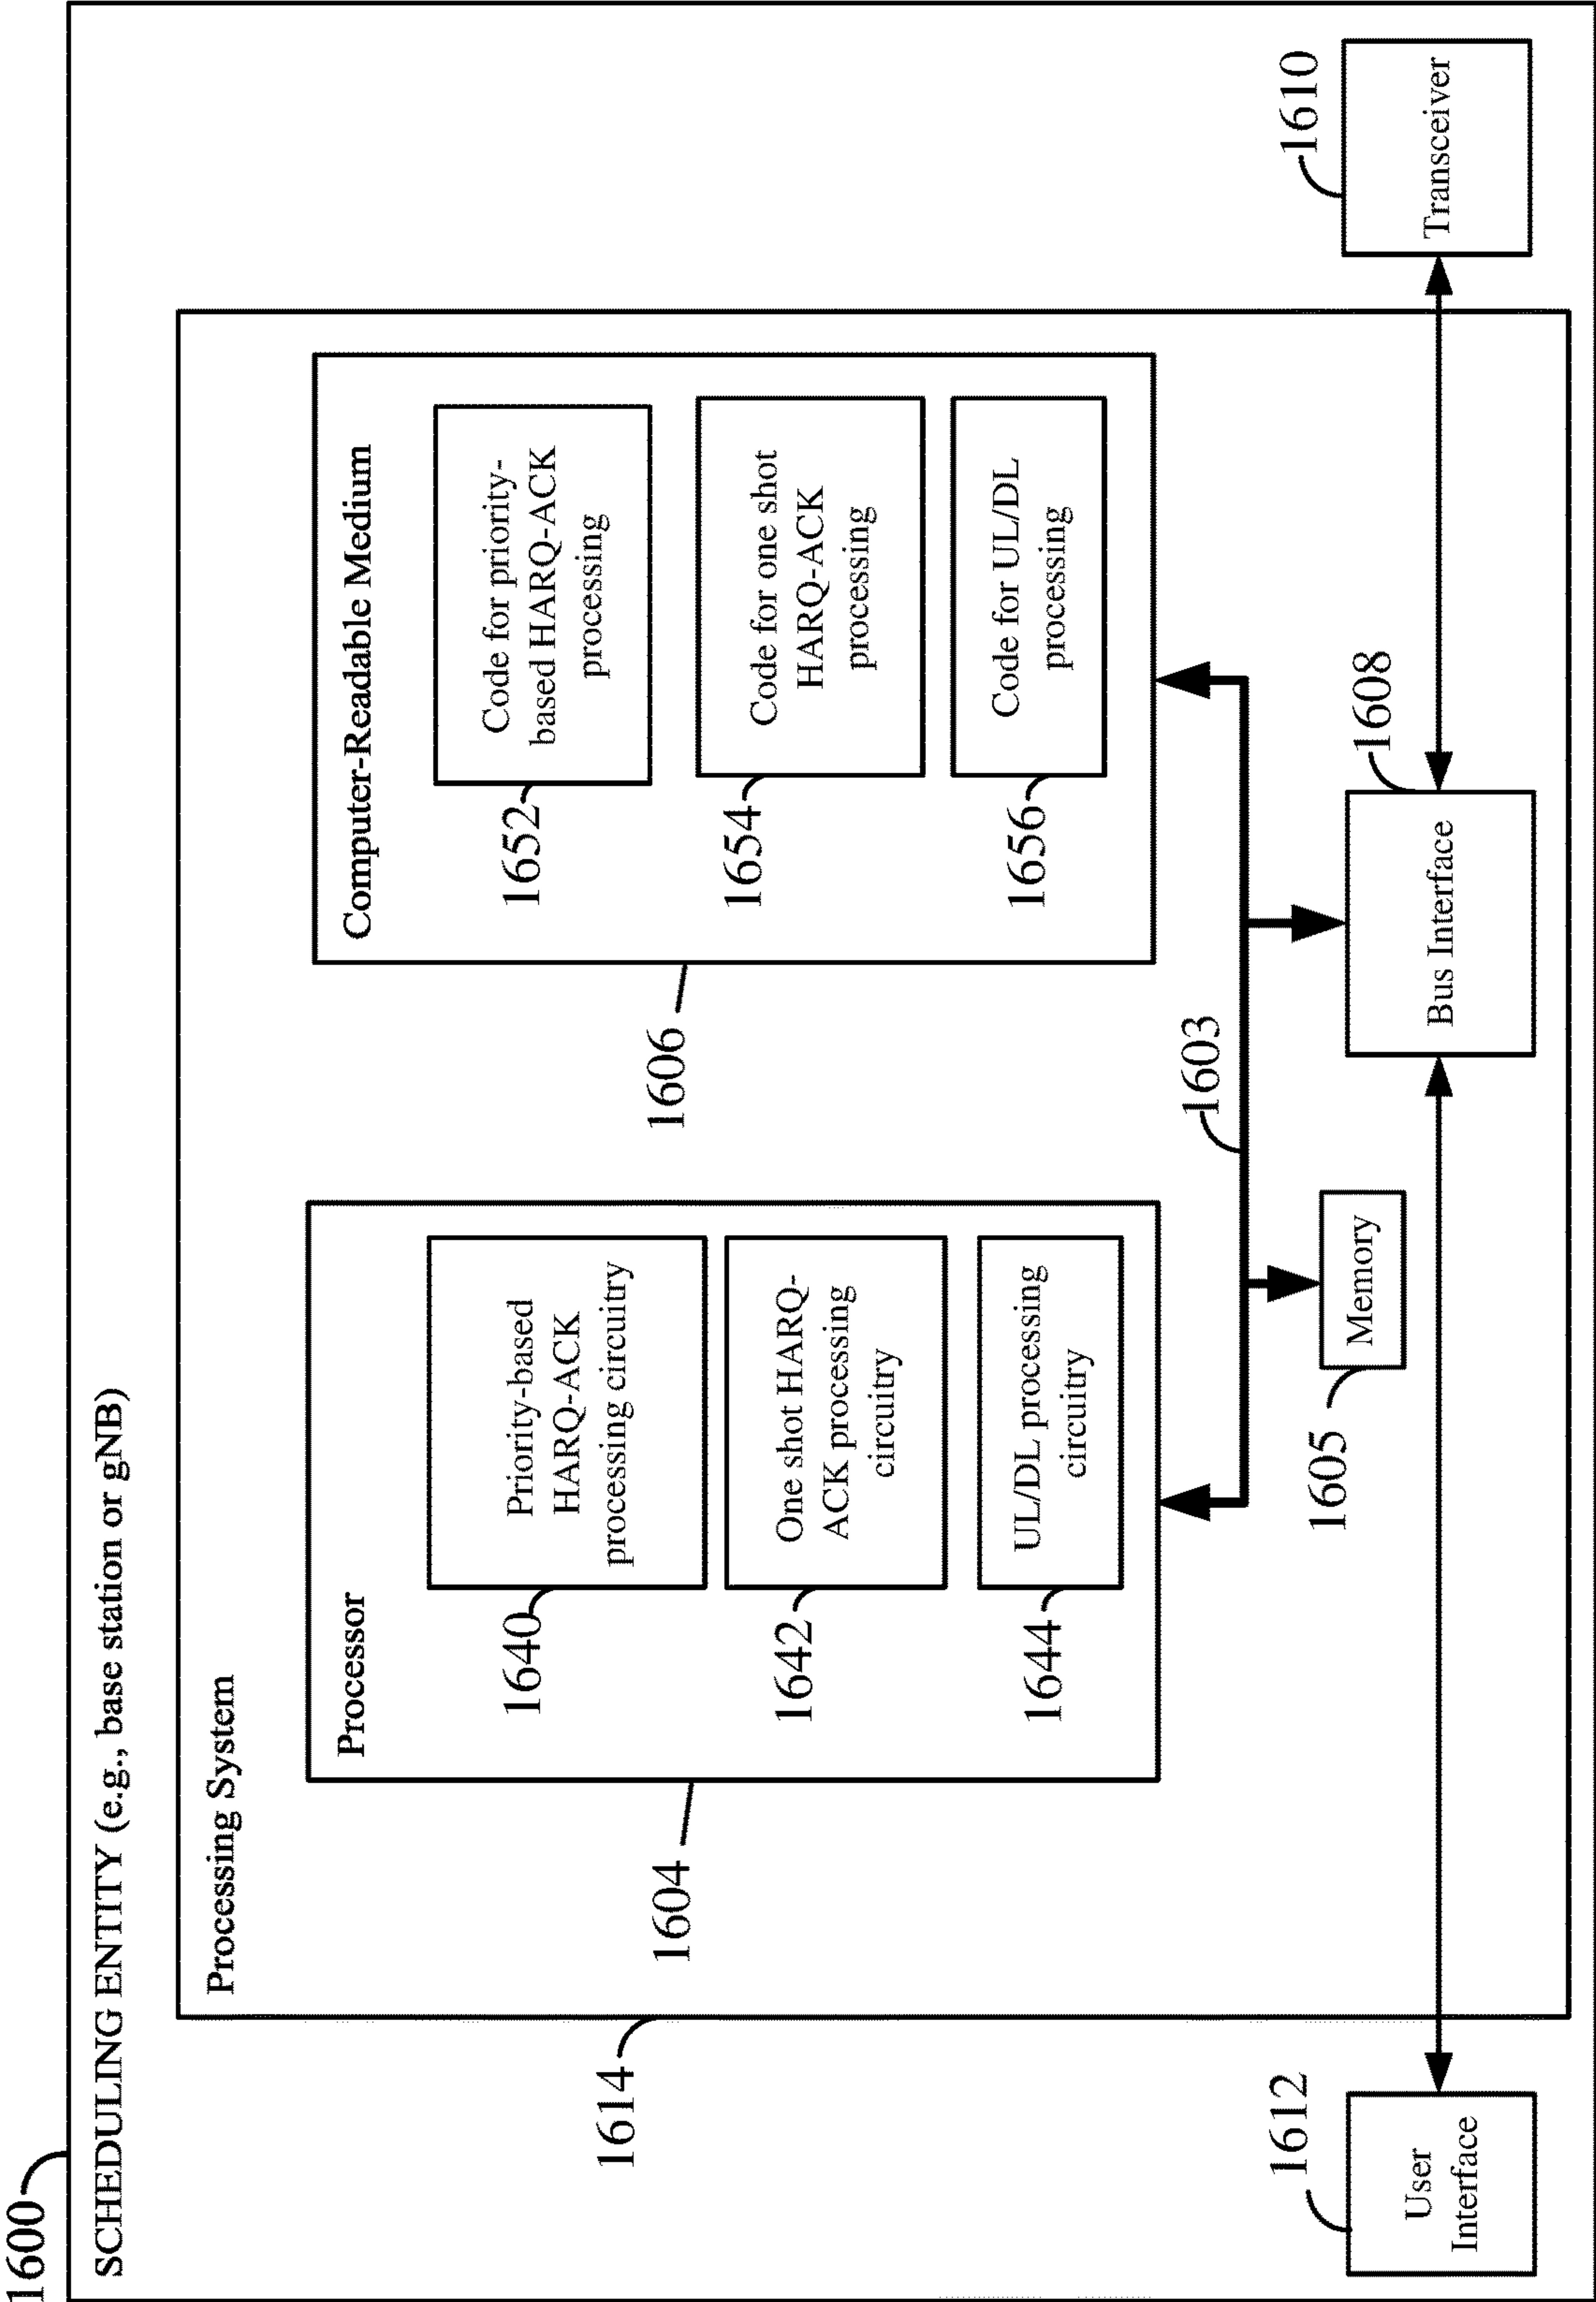 1600
SCHEDULING ENTITY (e.g., base station or gNB)
Processing System
1614
Processor
1604
Priority-based
HARQ-ACK
processing circuitry
1640
One shot HARQ-
ACK processing
circuitry
1642
UL/DL processing
circuitry
1644
Computer-Readable Medium
1606
Code for priority-
based HARQ-ACK
processing
1652
Code for one shot
HARQ-ACK
processing
1654
Code for UL/DL
processing
1656
1603
Memory
1605
Bus Interface
1608
User
Interface
1612
Transceiver
1610